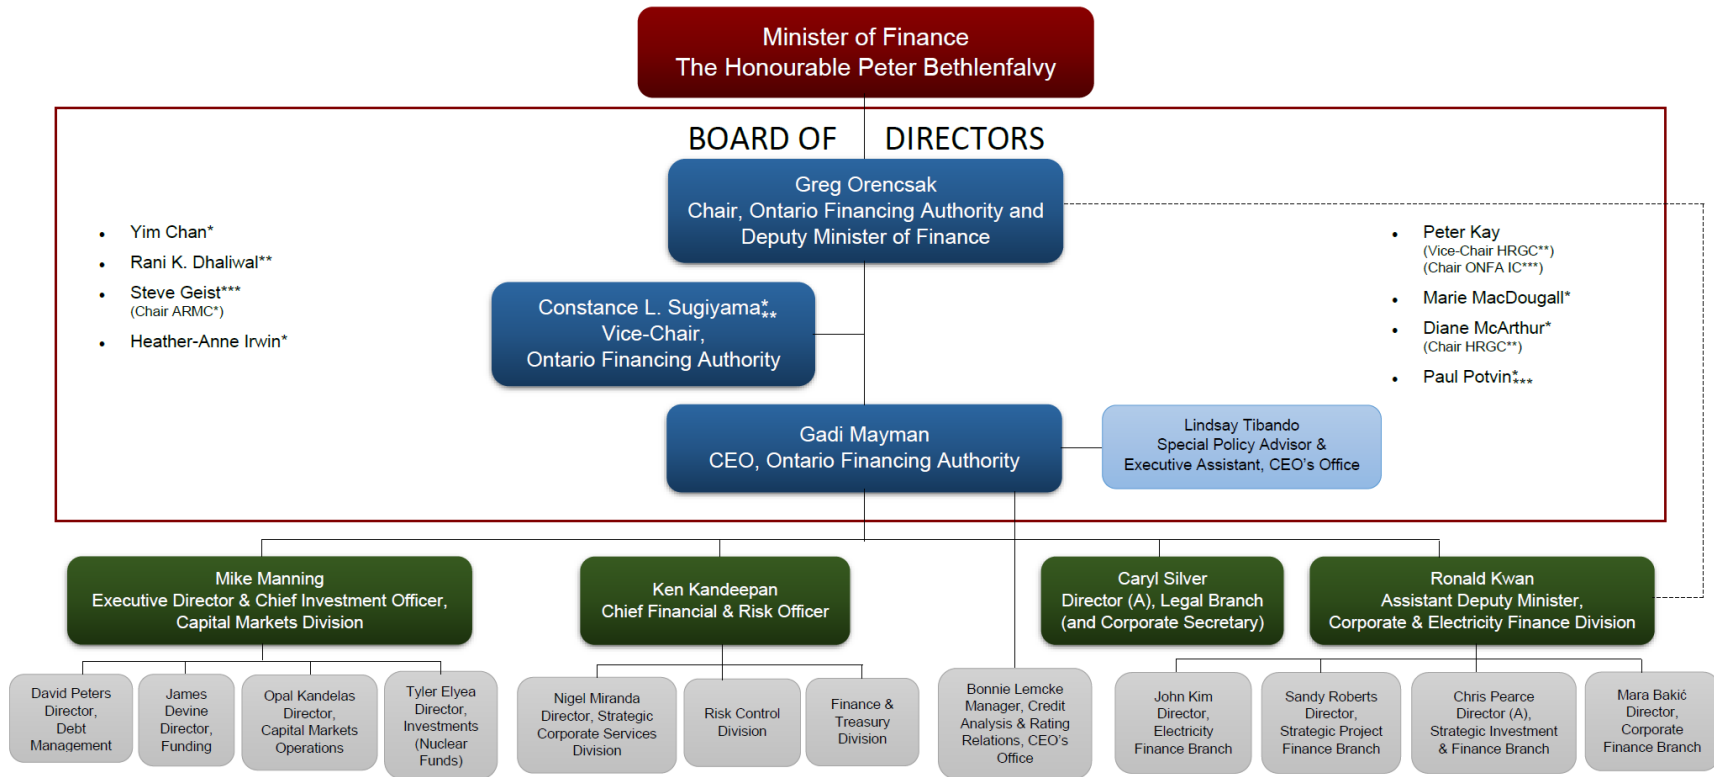 Minister of Finance
The Honourable Peter Bethlenfalvy
BOARD OF DIRECTORS
Greg Orencsak
Chair, Ontario Financing Authority and
Deputy Minister of Finance
• Yim Chan*
• Rani K. Dhaliwal**
• Steve Geist***
(Chair ARMC*)
• Heather-Anne Irwin*
Constance L. Sugiyama***
Vice-Chair,
Ontario Financing Authority
• Peter Kay
(Vice-Chair HRGC**)
(Chair ONFA IC***)
• Marie MacDougall*
• Diane McArthur*
(Chair HRGC**)
• Paul Potvin****
Gadi Mayman
CEO, Ontario Financing Authority
Lindsay Tibando
Special Policy Advisor &
Executive Assistant, CEO's Office
Mike Manning
Executive Director & Chief Investment Officer,
Capital Markets Division
Ken Kandeepan
Chief Financial & Risk Officer
Caryl Silver
Director (A), Legal Branch
(and Corporate Secretary)
Ronald Kwan
Assistant Deputy Minister,
Corporate & Electricity Finance Division
David Peters
Director,
Debt
Management
James
Devine
Director,
Funding
Opal Kandelas
Director,
Capital Markets
Operations
Tyler Elyea
Director,
Investments
(Nuclear
Funds)
Nigel Miranda
Director, Strategic
Corporate Services
Division
Risk Control
Division
Finance &
Treasury
Division
Bonnie Lemcke
Manager, Credit
Analysis & Rating
Relations, CEO's
Office
John Kim
Director,
Electricity
Finance Branch
Sandy Roberts
Director,
Strategic Project
Finance Branch
Chris Pearce
Director (A),
Strategic Investment
& Finance Branch
Mara Bakić
Director,
Corporate
Finance Branch